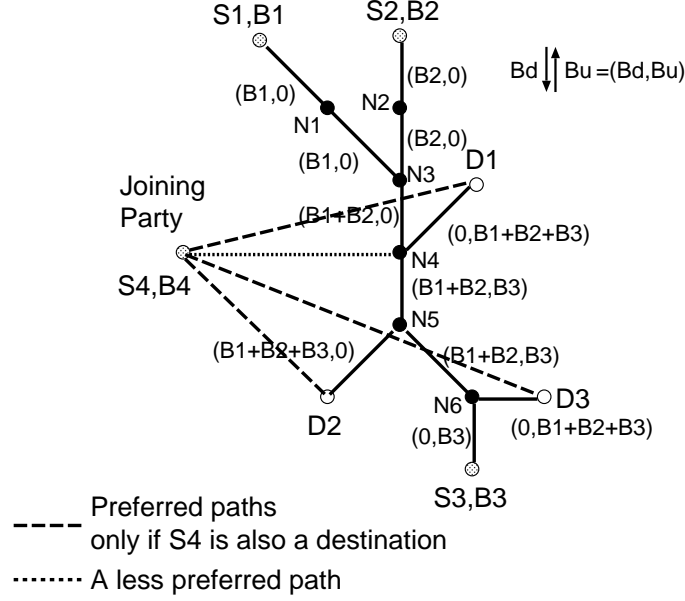 S1,B1
S2,B2
Bd Bu =(Bd,Bu)
(B1,0)
N1
N2
(B2,0)
(B2,0)
(B1,0)
N3
D1
Joining
Party
(B1+B2,0)
(0,B1+B2+B3)
S4,B4
N4
(B1+B2,B3)
N5
(B1+B2+B3,0)
(B1+B2,B3)
D2
N6
D3
(0,B3)
(0,B1+B2+B3)
S3,B3
Preferred paths
only if S4 is also a destination
A less preferred path